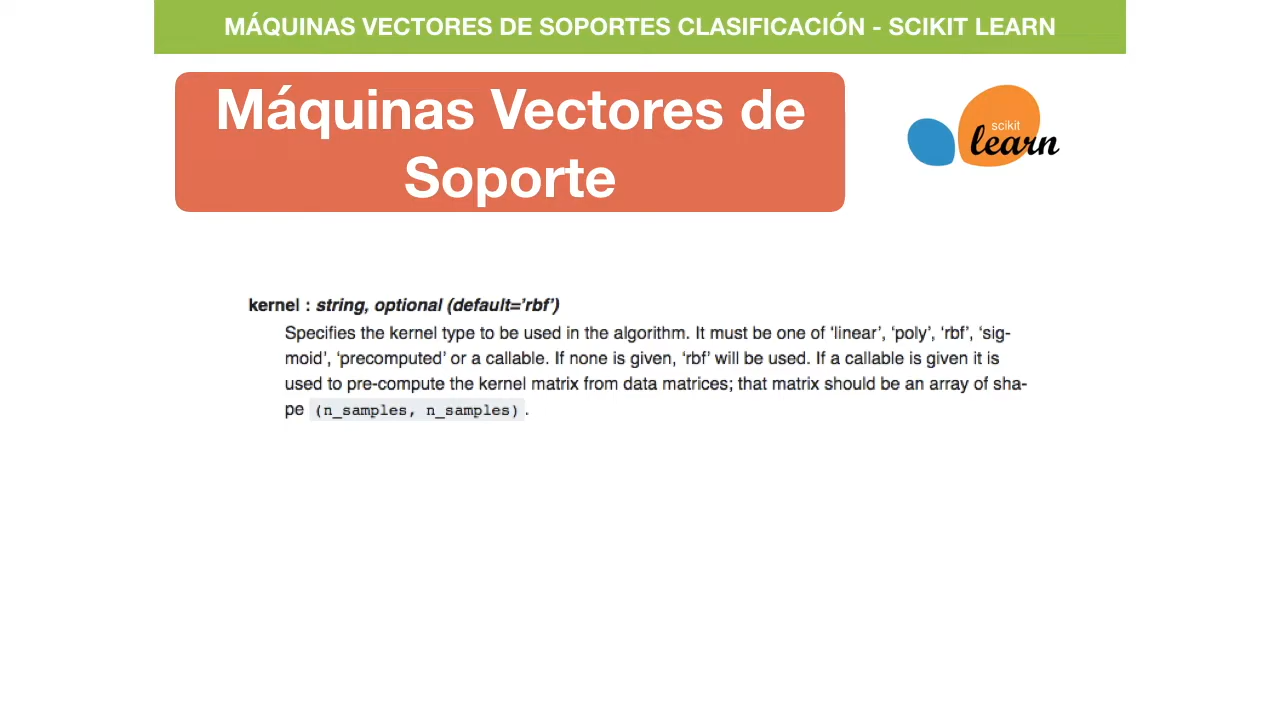 MÁQUINAS VECTORES DE SOPORTES CLASIFICACIÓN - SCIKIT LEARN
Máquinas Vectores de
Soporte
scikit
learn
kernel : string, optional (default=’rbf’)
Specifies the kernel type to be used in the algorithm. It must be one of ‘linear’, ‘poly’, ‘rbf’, ‘sig-
moid’, ‘precomputed’ or a callable. If none is given, ‘rbf’ will be used. If a callable is given it is
used to pre-compute the kernel matrix from data matrices; that matrix should be an array of sha-
pe (n_samples, n_samples).